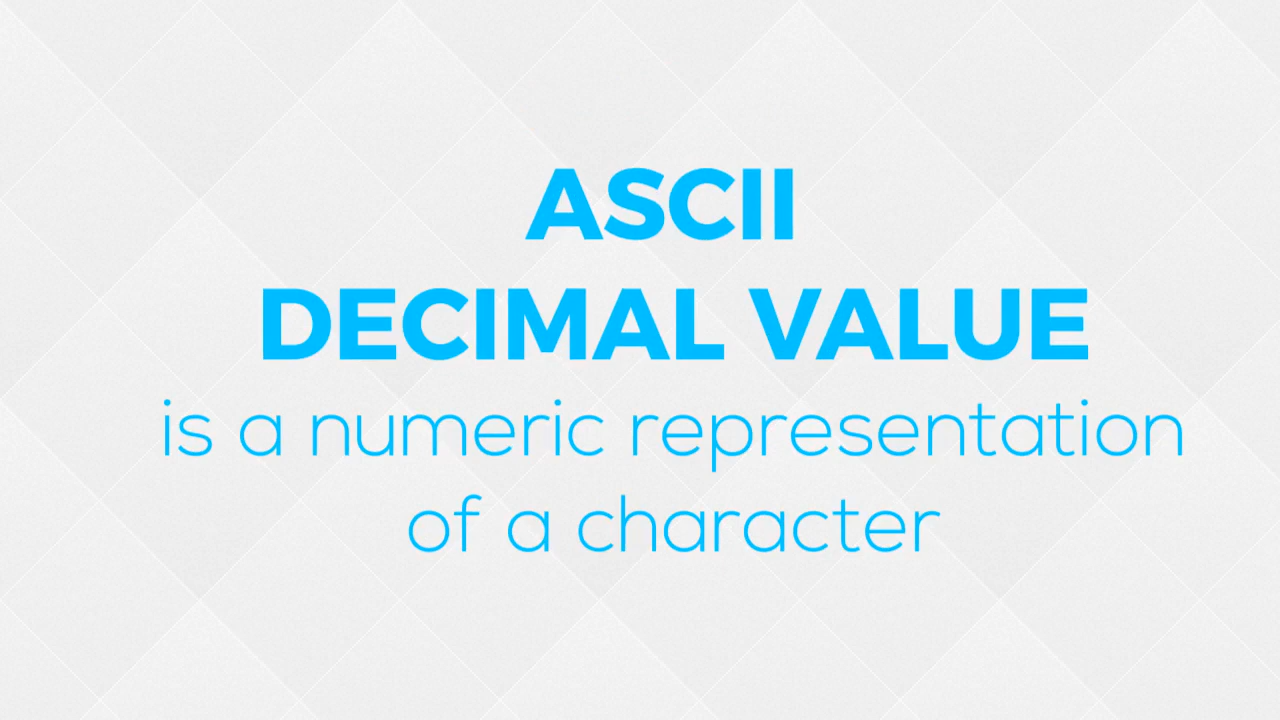 ASCII
DECIMAL VALUE
is a numeric representation
of a character